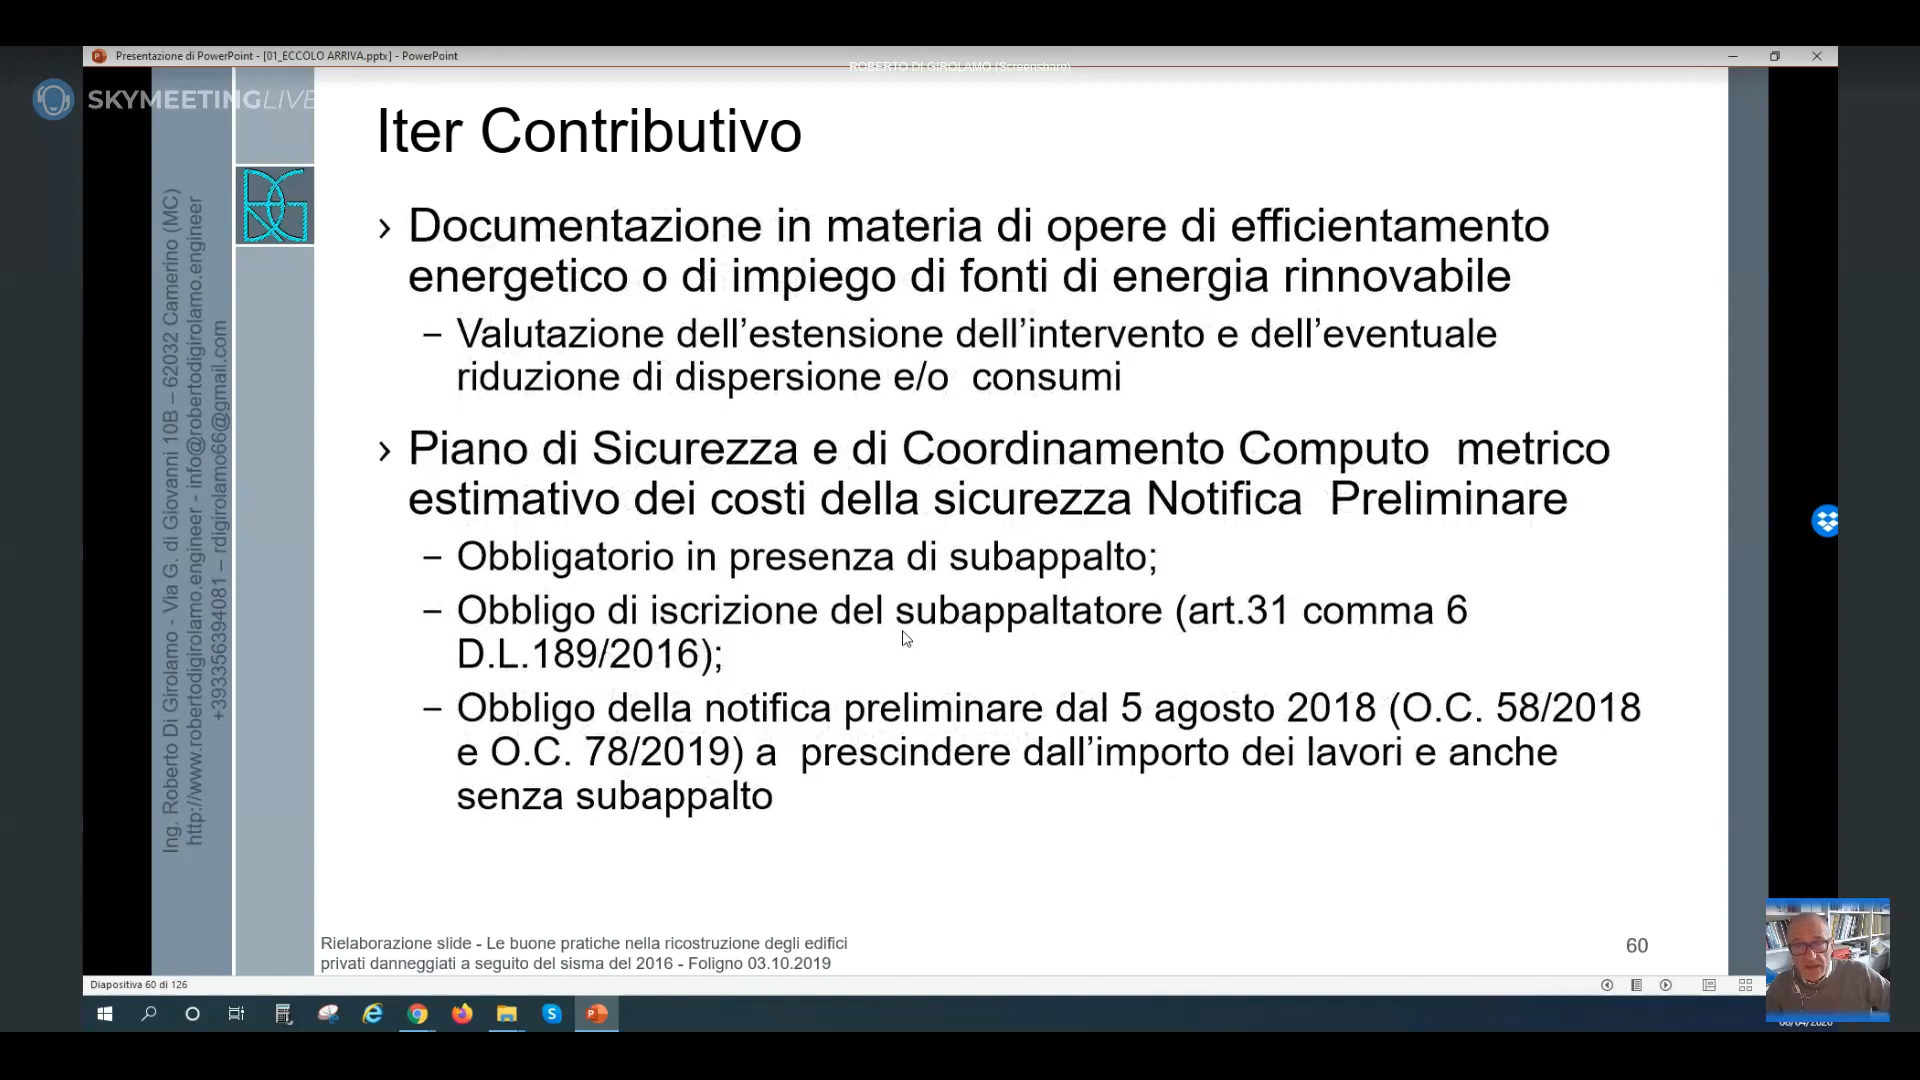 Presentazione di PowerPoint - [01_ECCOLO ARRIVA.pptx] - PowerPoint
ROBERTO DI GIROLAMO (Screenshare)
SKYMEETINGLIVE
Iter Contributivo
› Documentazione in materia di opere di efficientamento
energetico o di impiego di fonti di energia rinnovabile
– Valutazione dell’estensione dell’intervento e dell’eventuale
riduzione di dispersione e/o consumi
› Piano di Sicurezza e di Coordinamento Computo metrico
estimativo dei costi della sicurezza Notifica Preliminare
– Obbligatorio in presenza di subappalto;
– Obbligo di iscrizione del subappaltatore (art.31 comma 6
D.L.189/2016);
– Obbligo della notifica preliminare dal 5 agosto 2018 (O.C. 58/2018
e O.C. 78/2019) a prescindere dall’importo dei lavori e anche
senza subappalto
Ing. Roberto Di Girolamo - Via G. di Giovanni 10B – 62032 Camerino (MC)
http://www.robertodigirolamo.engineer - info@robertodigirolamo.engineer
+393356394081 – rdigirolamo66@gmail.com
Rielaborazione slide - Le buone pratiche nella ricostruzione degli edifici
privati danneggiati a seguito del sisma del 2016 - Foligno 03.10.2019
60
Diapositiva 60 di 126